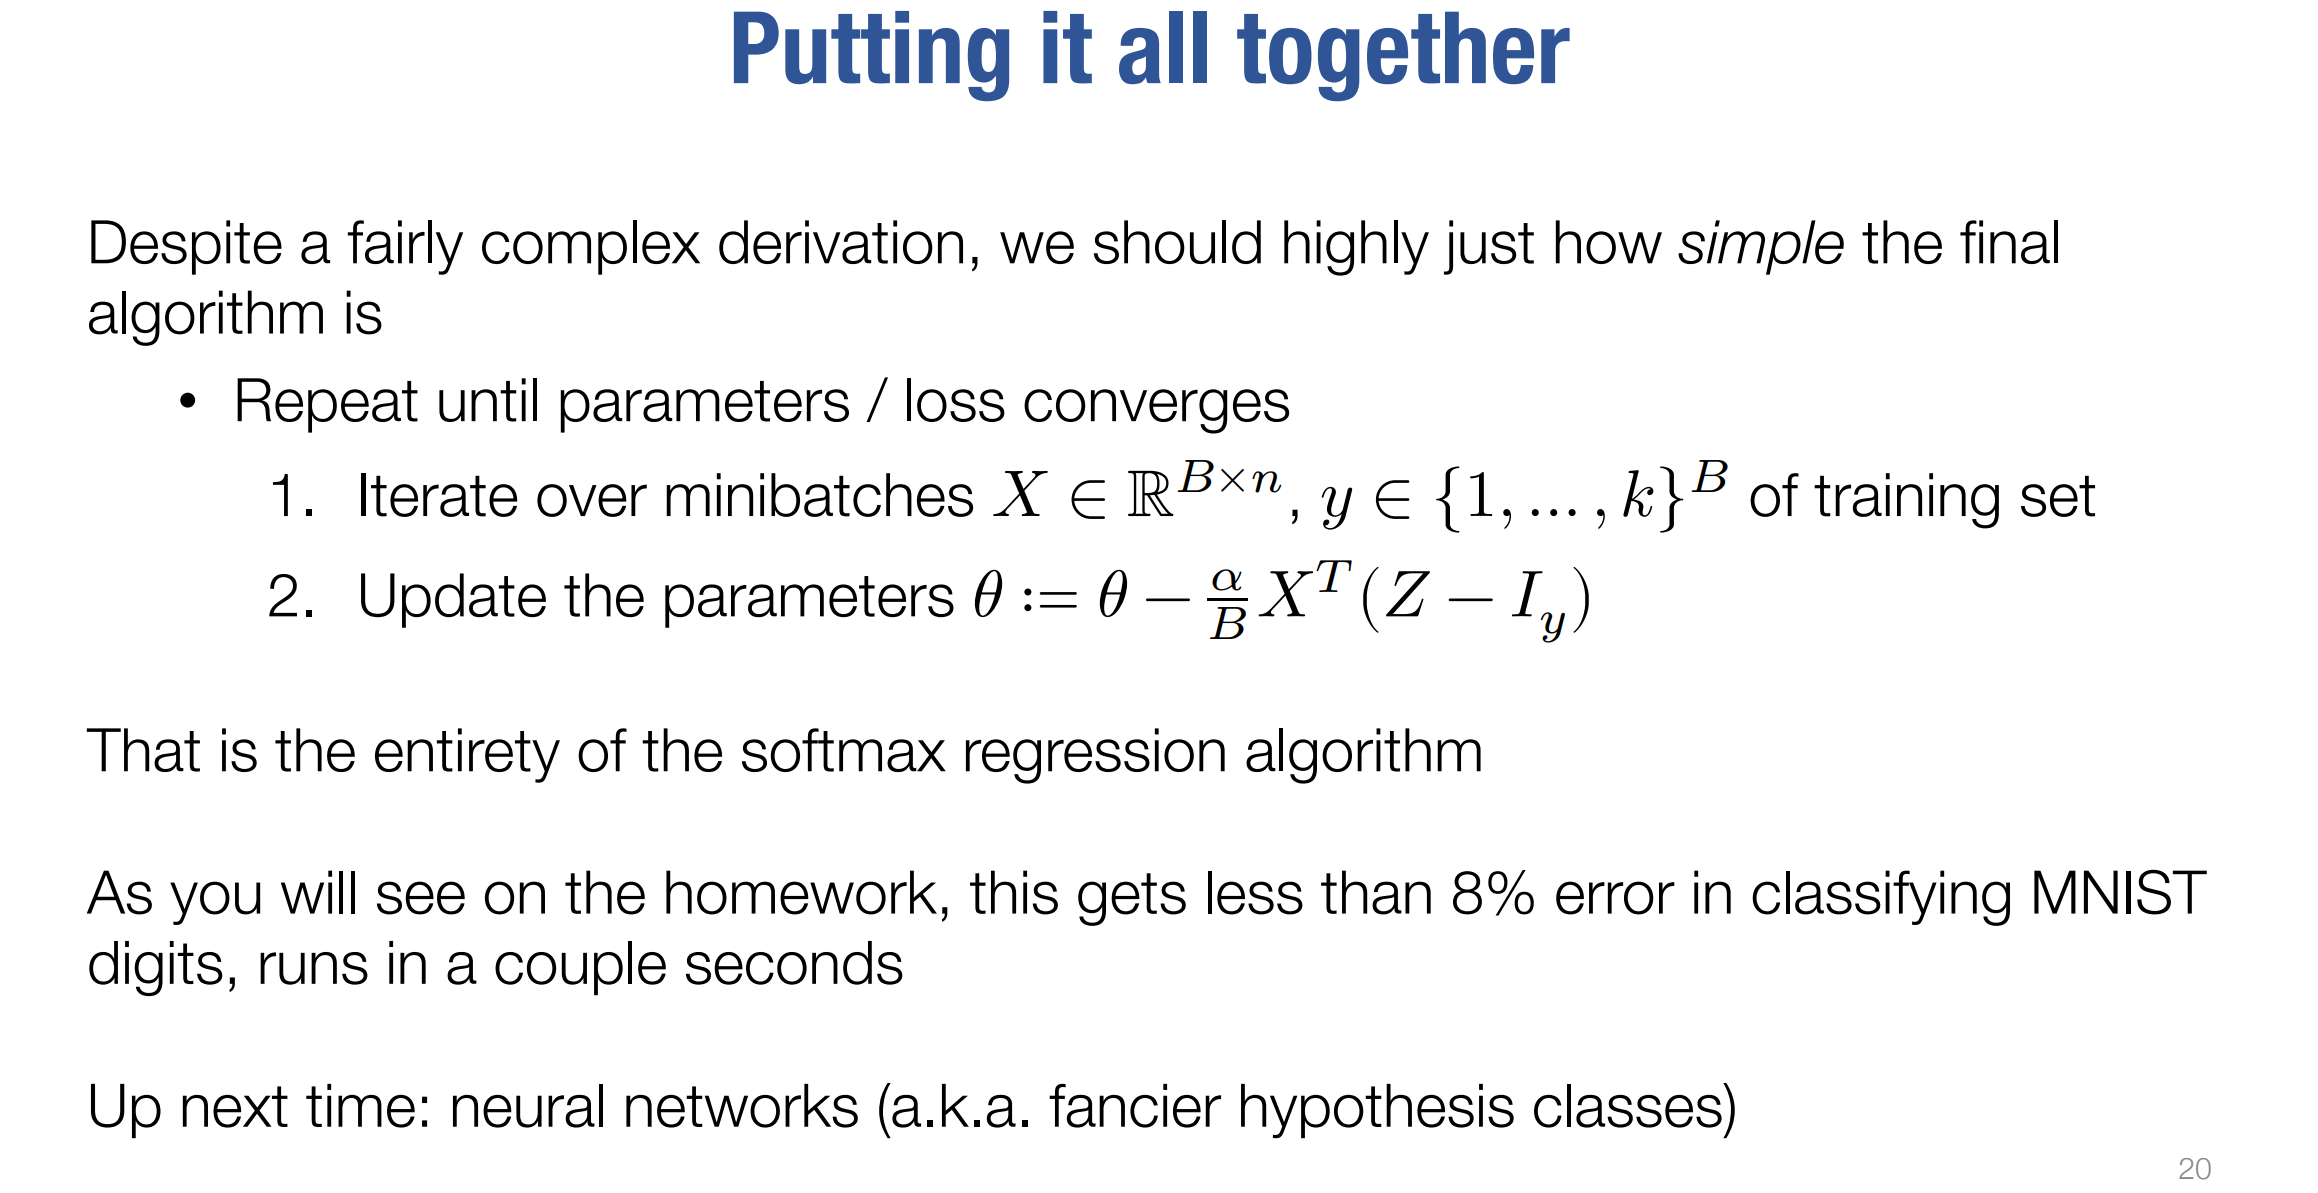 Putting it all together
Despite a fairly complex derivation, we should highly just how simple the final
algorithm is
• Repeat until parameters / loss converges
1. Iterate over minibatches $X \in \mathbb{R}^{B \times n}, y \in \{1, \ldots, k\}^B$ of training set
2. Update the parameters $\theta := \theta - \frac{\alpha}{B} X^T (Z - I_y)$
That is the entirety of the softmax regression algorithm
As you will see on the homework, this gets less than 8% error in classifying MNIST
digits, runs in a couple seconds
Up next time: neural networks (a.k.a. fancier hypothesis classes)
20